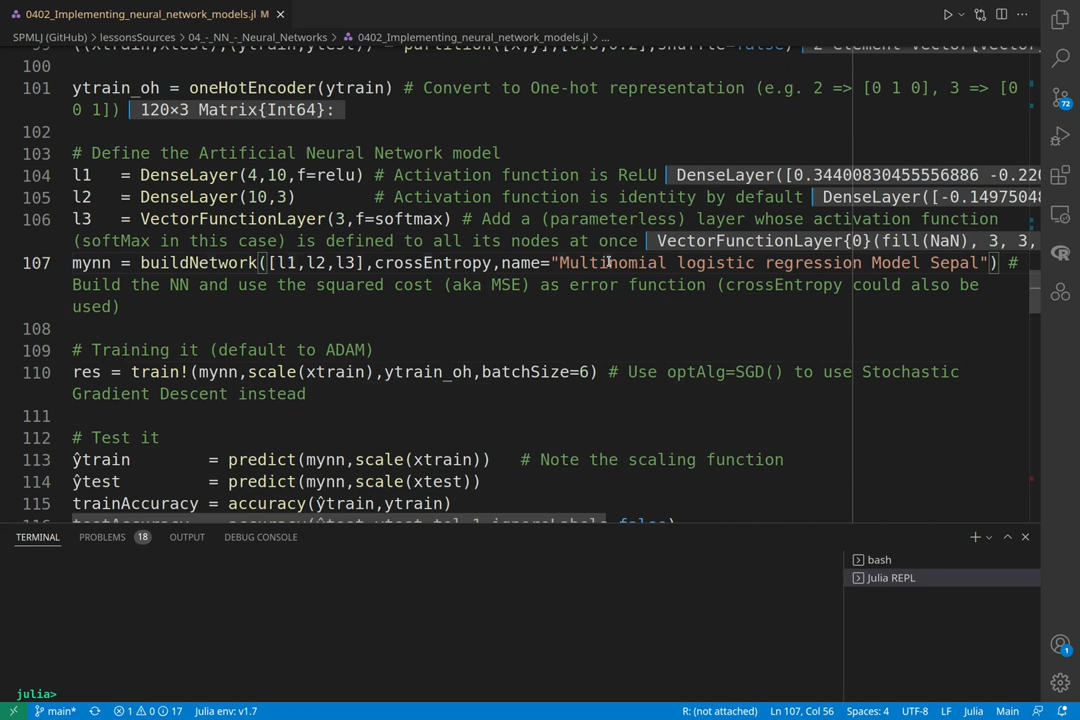 0402_Implementing_neural_network_models.jl M
SPMLJ (GitHub) > lessonsSources > 04_-_NN_-_Neural_Networks > 0402_Implementing_neural_network_models.jl > ...
100
101 ytrain_oh = oneHotEncoder(ytrain) # Convert to One-hot representation (e.g. 2 => [0 1 0], 3 => [0
0 1]) 120×3 Matrix{Int64}:
102
103 # Define the Artificial Neural Network model
104 l1   = DenseLayer(4,10,f=relu) # Activation function is ReLU DenseLayer([0.34400830455556886 -0.220
105 l2   = DenseLayer(10,3)        # Activation function is identity by default DenseLayer([-0.1497504
106 l3   = VectorFunctionLayer(3,f=softmax) # Add a (parameterless) layer whose activation function
(softMax in this case) is defined to all its nodes at once VectorFunctionLayer{0}(fill(NaN), 3, 3,
107 mynn = buildNetwork([l1,l2,l3],crossEntropy,name="Multinomial logistic regression Model Sepal") #
Build the NN and use the squared cost (aka MSE) as error function (crossEntropy could also be
used)
108
109 # Training it (default to ADAM)
110 res = train!(mynn,scale(xtrain),ytrain_oh,batchSize=6) # Use optAlg=SGD() to use Stochastic
Gradient Descent instead
111
112 # Test it
113 ŷtrain        = predict(mynn,scale(xtrain))   # Note the scaling function
114 ŷtest         = predict(mynn,scale(xtest))
115 trainAccuracy = accuracy(ŷtrain,ytrain)
TERMINAL PROBLEMS 18 OUTPUT DEBUG CONSOLE
bash
Julia REPL
julia>
72
1
main* 1 0 17 Julia env: v1.7 R: (not attached) Ln 107, Col 56 Spaces: 4 UTF-8 LF Julia Main